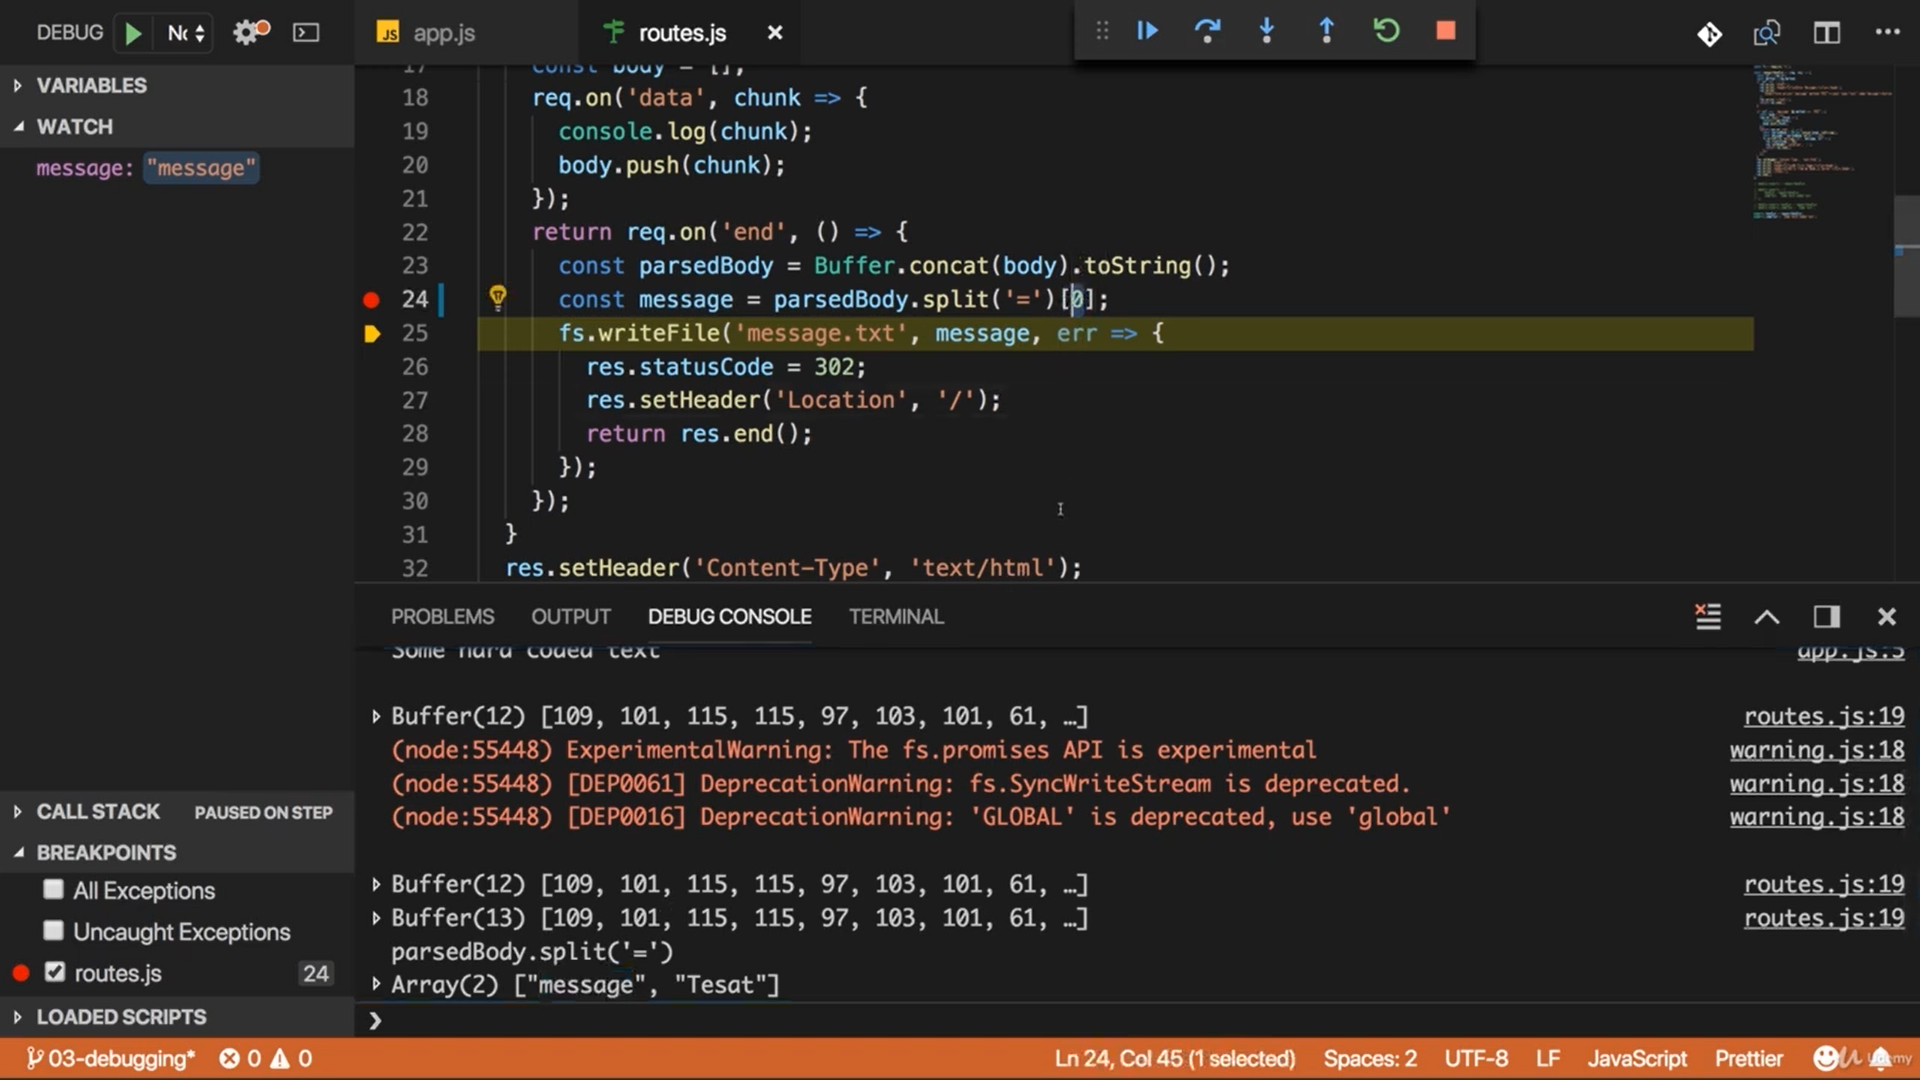 DEBUG
app.js
routes.js
VARIABLES
WATCH
message: "message"
17 const body = [];
18 req.on('data', chunk => {
19 console.log(chunk);
20 body.push(chunk);
21 });
22 return req.on('end', () => {
23 const parsedBody = Buffer.concat(body).toString();
24 const message = parsedBody.split('=')[0];
25 fs.writeFile('message.txt', message, err => {
26 res.statusCode = 302;
27 res.setHeader('Location', '/');
28 return res.end();
29 });
30 });
31 }
32 res.setHeader('Content-Type', 'text/html');
PROBLEMS OUTPUT DEBUG CONSOLE TERMINAL
Some hard coded text app.js:5
Buffer(12) [109, 101, 115, 115, 97, 103, 101, 61, …] routes.js:19
(node:55448) ExperimentalWarning: The fs.promises API is experimental warning.js:18
(node:55448) [DEP0061] DeprecationWarning: fs.SyncWriteStream is deprecated. warning.js:18
(node:55448) [DEP0016] DeprecationWarning: 'GLOBAL' is deprecated, use 'global' warning.js:18
Buffer(12) [109, 101, 115, 115, 97, 103, 101, 61, …] routes.js:19
Buffer(13) [109, 101, 115, 115, 97, 103, 101, 61, …] routes.js:19
parsedBody.split('=')
Array(2) ["message", "Tesat"]
CALL STACK PAUSED ON STEP
BREAKPOINTS
All Exceptions
Uncaught Exceptions
routes.js 24
LOADED SCRIPTS
03-debugging* 0 0
Ln 24, Col 45 (1 selected) Spaces: 2 UTF-8 LF JavaScript Prettier
Udemy